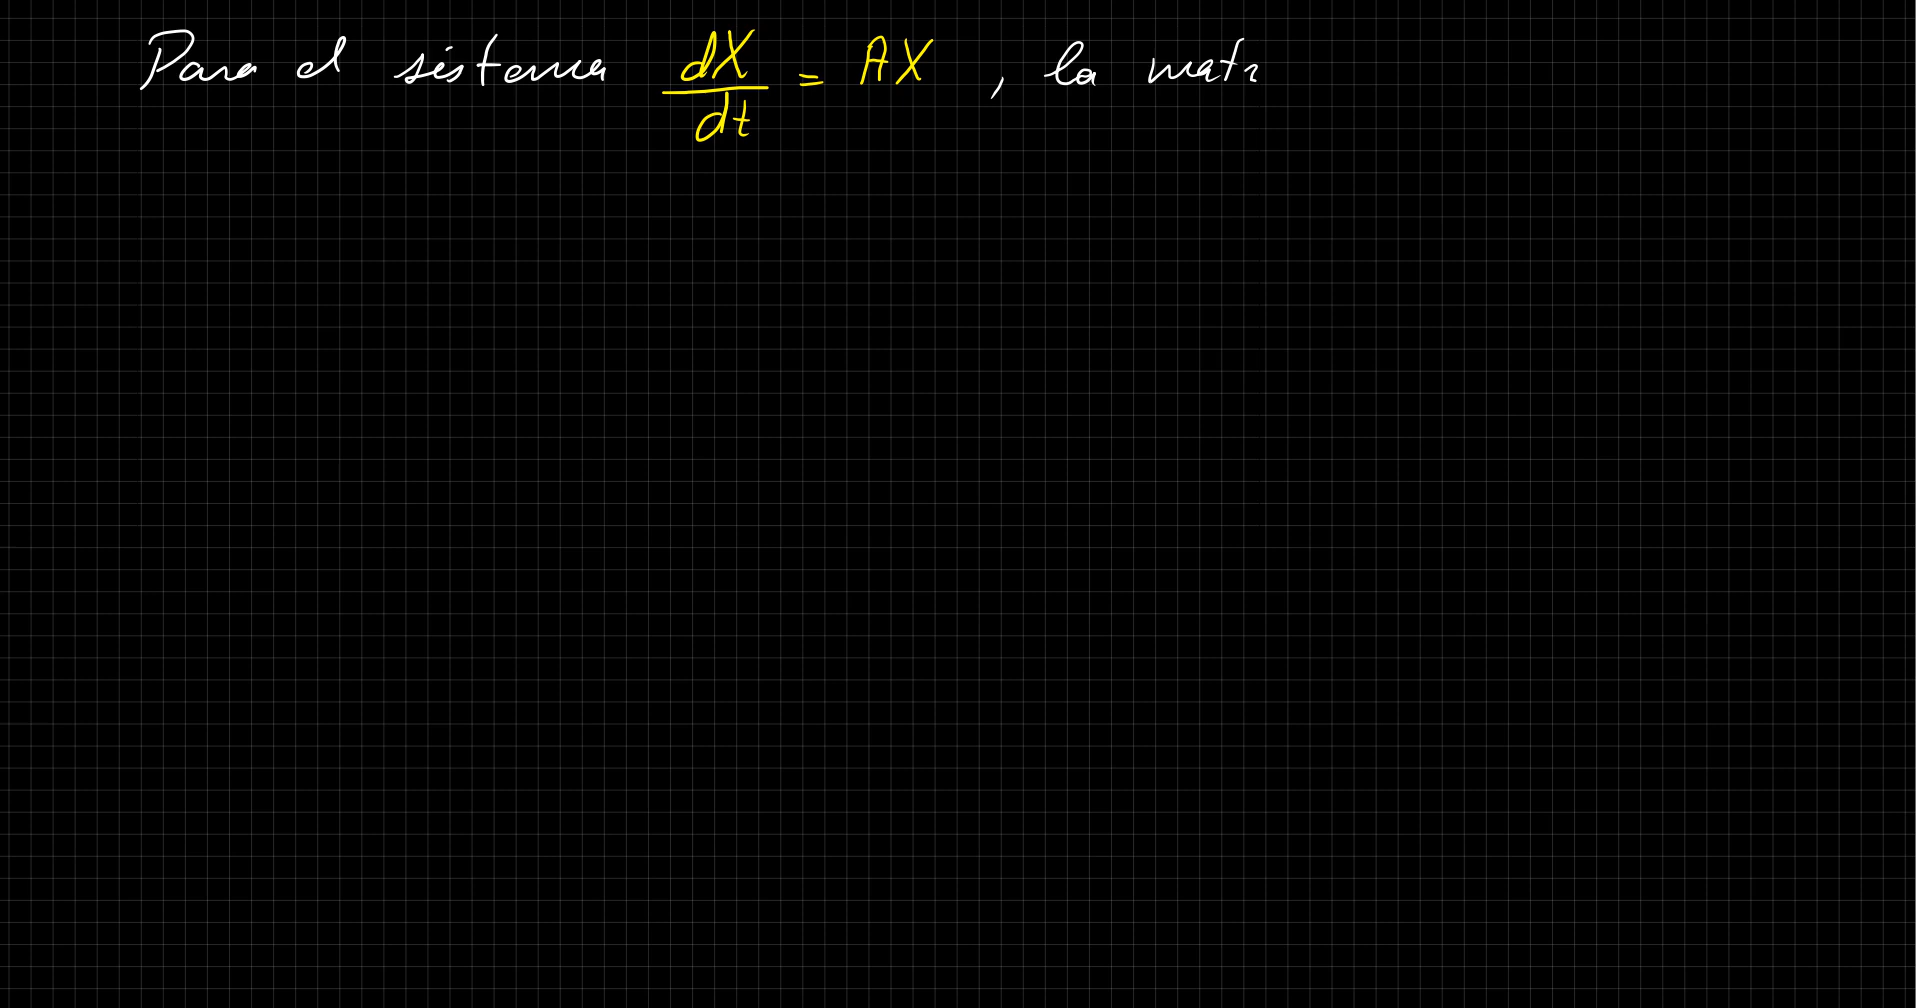 Para el sistema dX/dt = AX , la matr